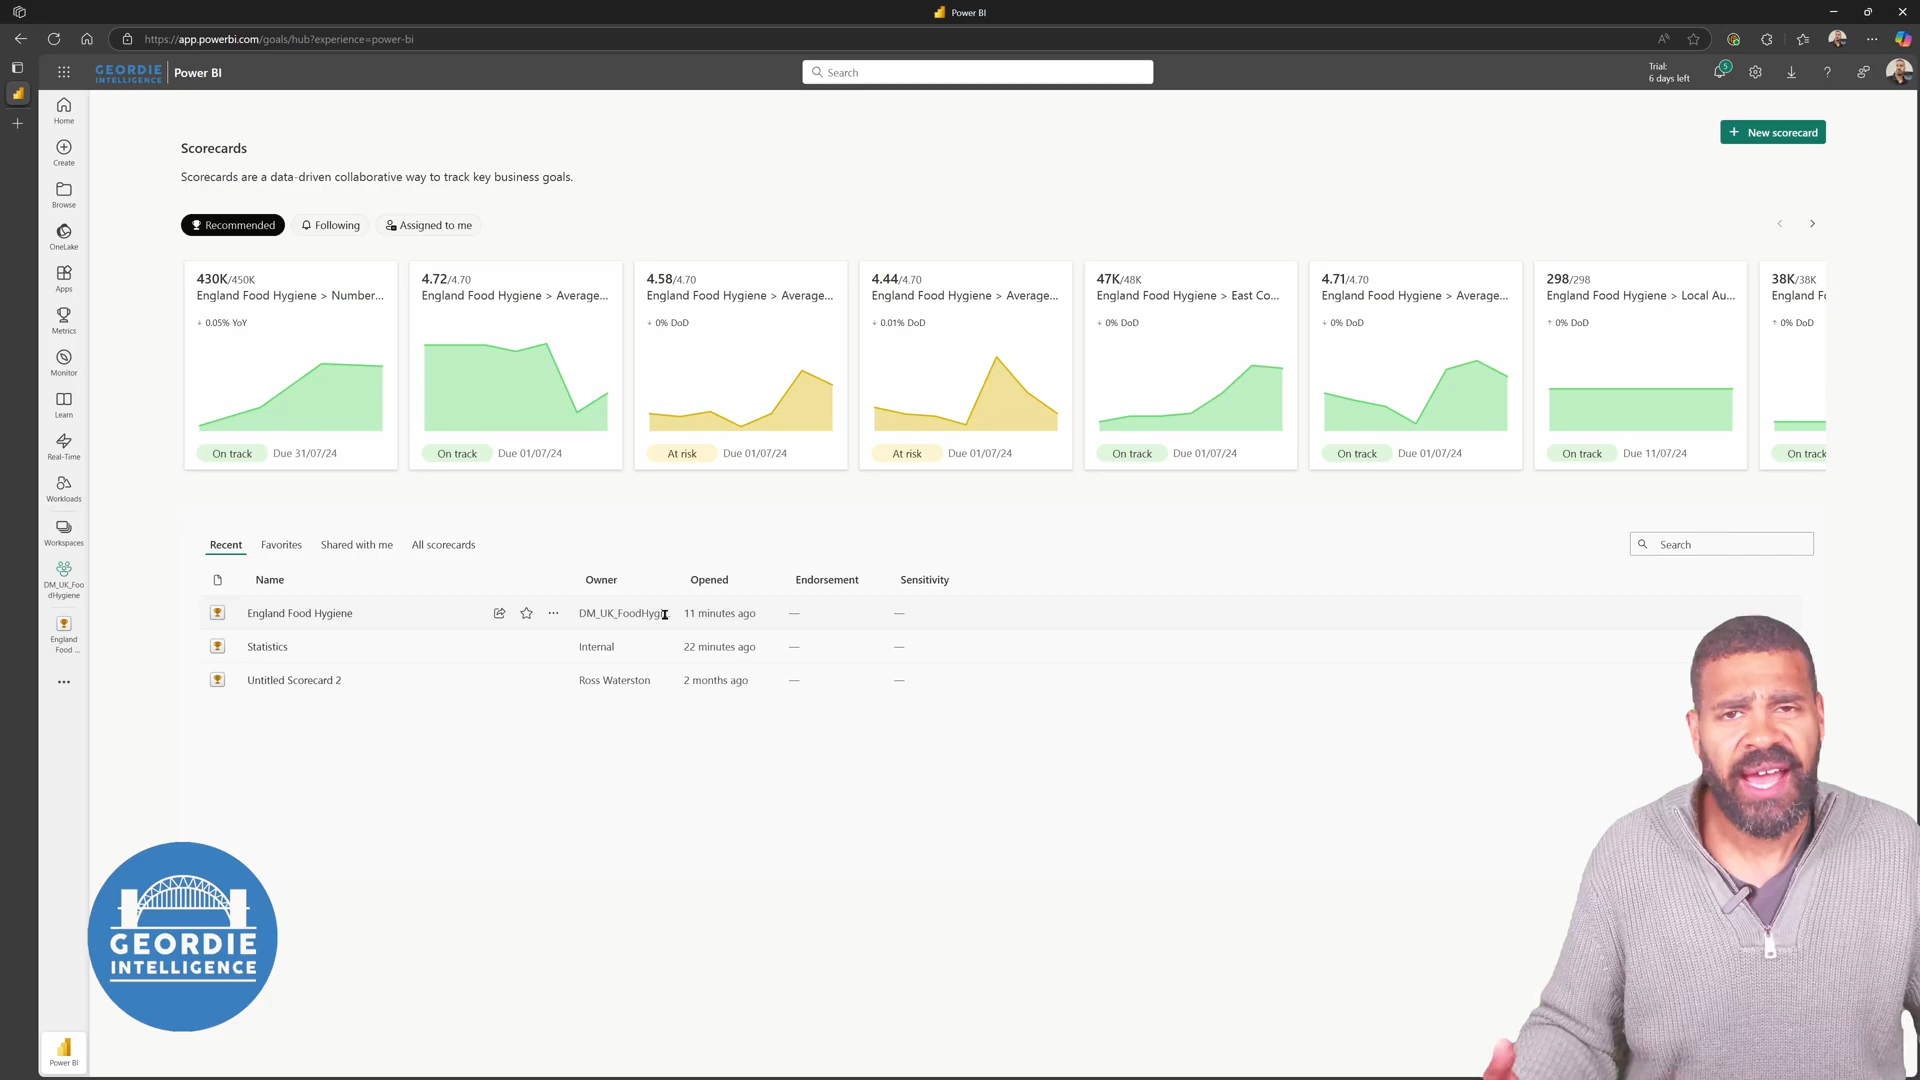 Power BI
https://app.powerbi.com/goals/hub?experience=power-bi
GEORDIE INTELLIGENCE Power BI
Search
Trial:
6 days left
5
Home
Create
Browse
OneLake
Apps
Metrics
Monitor
Learn
Real-Time
Workloads
Workspaces
DM_UK_Foo
dHygiene
England
Food ...
Power BI
Scorecards
+ New scorecard
Scorecards are a data-driven collaborative way to track key business goals.
Recommended Following Assigned to me
430K/450K
England Food Hygiene > Number...
↓ 0.05% YoY
On track Due 31/07/24
4.72/4.70
England Food Hygiene > Average...
On track Due 01/07/24
4.58/4.70
England Food Hygiene > Average...
↓ 0% DoD
At risk Due 01/07/24
4.44/4.70
England Food Hygiene > Average...
↓ 0.01% DoD
At risk Due 01/07/24
47K/48K
England Food Hygiene > East Co...
↓ 0% DoD
On track Due 01/07/24
4.71/4.70
England Food Hygiene > Average...
↓ 0% DoD
On track Due 01/07/24
298/298
England Food Hygiene > Local Au...
↑ 0% DoD
On track Due 11/07/24
38K/38K
England Fo
↑ 0% DoD
On track
Recent Favorites Shared with me All scorecards
Search
Name Owner Opened Endorsement Sensitivity
England Food Hygiene DM_UK_FoodHygi 11 minutes ago — —
Statistics Internal 22 minutes ago — —
Untitled Scorecard 2 Ross Waterston 2 months ago — —
GEORDIE
INTELLIGENCE